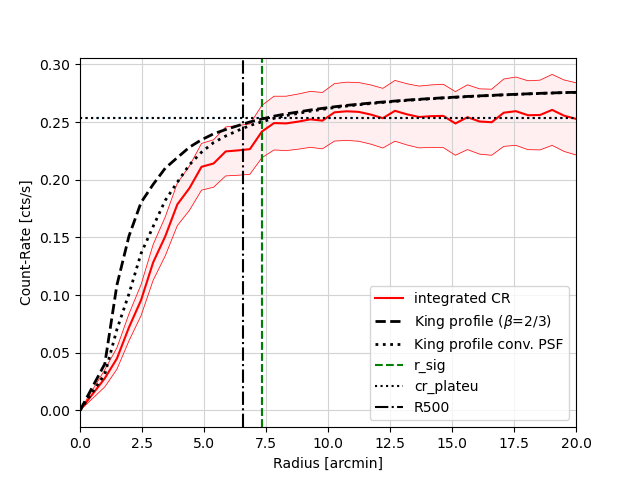 0.30
0.25
0.20
0.15
0.10
0.05
0.00
Count-Rate [cts/s]
integrated CR
King profile (β=2/3)
King profile conv. PSF
r_sig
cr_plateu
R500
0.0 2.5 5.0 7.5 10.0 12.5 15.0 17.5 20.0
Radius [arcmin]